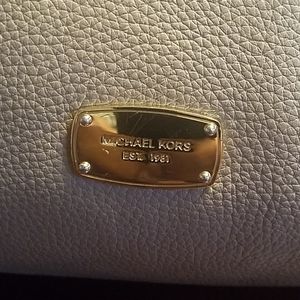 MICHAEL KORS
EST. 1981